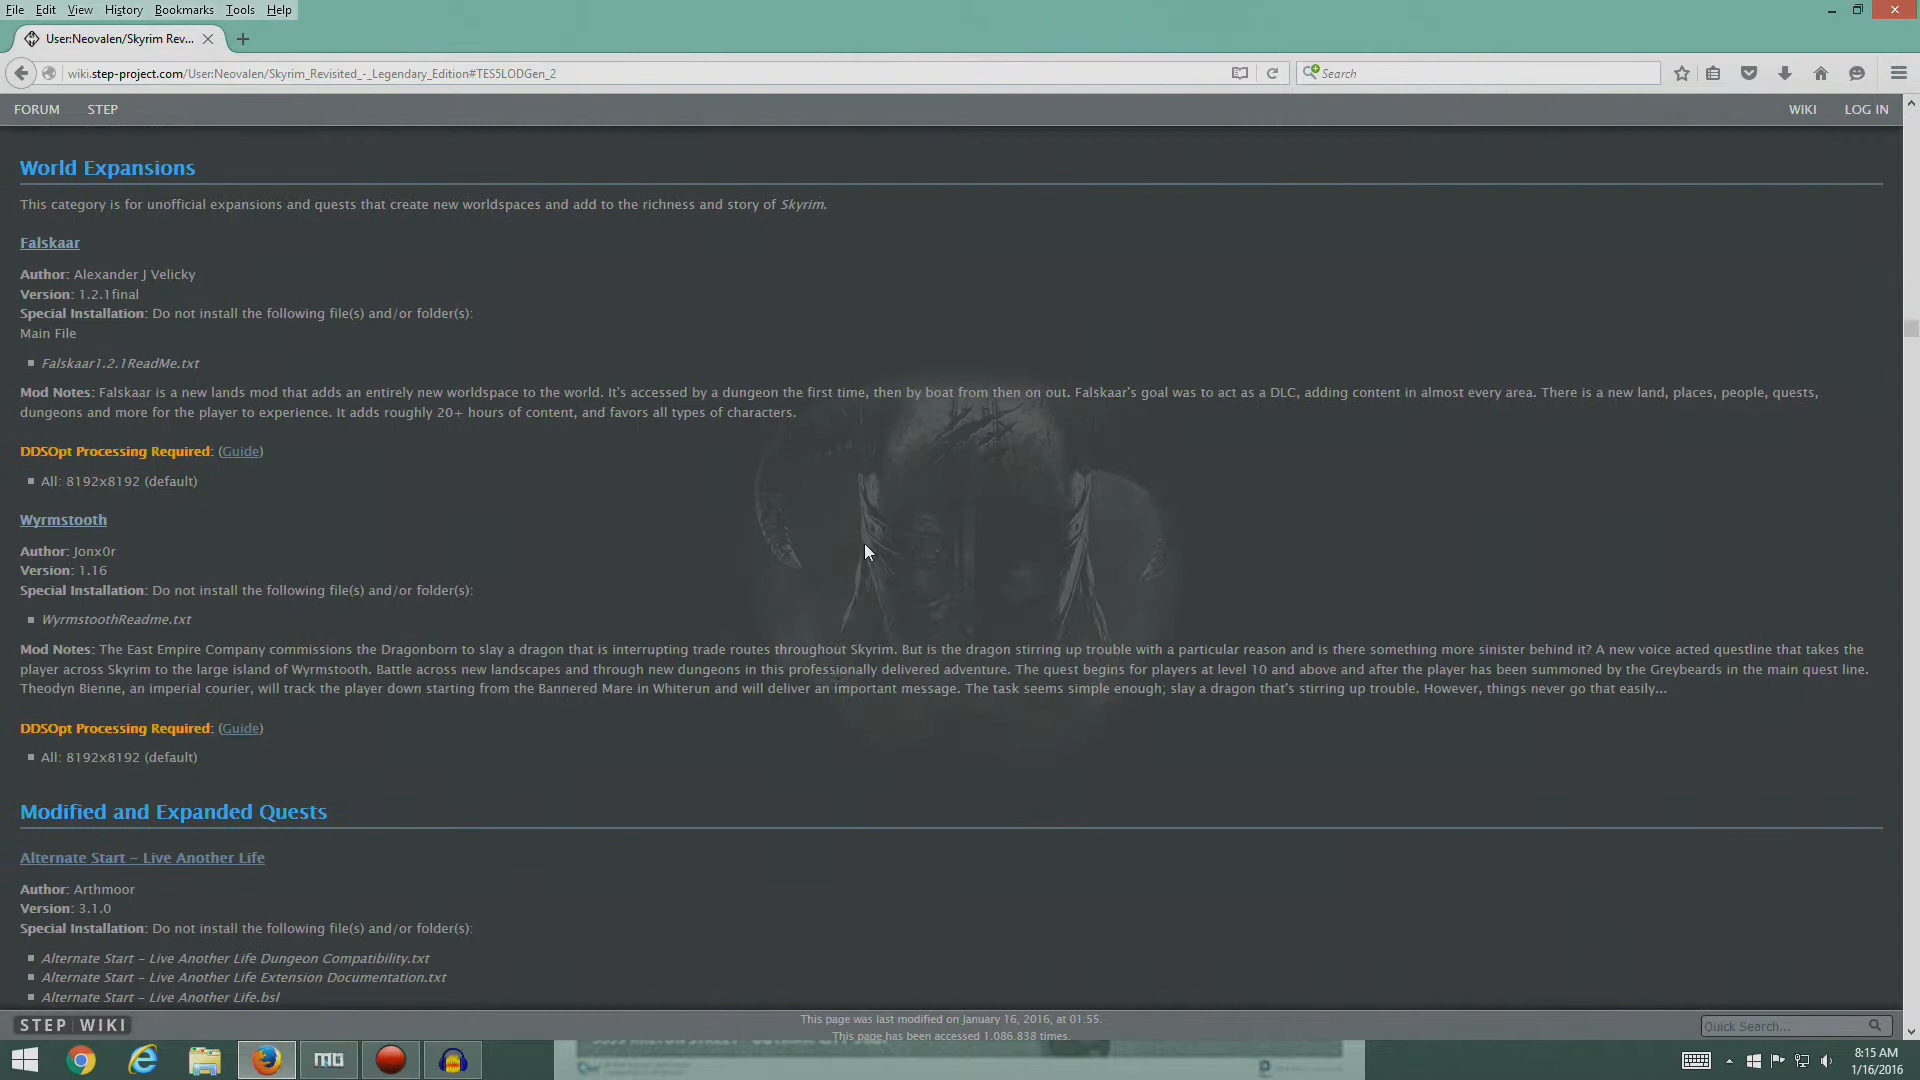 File Edit View History Bookmarks Tools Help
User:Neovalen/Skyrim Rev...
wiki.step-project.com/User:Neovalen/Skyrim_Revisited_-_Legendary_Edition#TES5LODGen_2
Search
FORUM STEP WIKI LOG IN
World Expansions
This category is for unofficial expansions and quests that create new worldspaces and add to the richness and story of Skyrim.
Falskaar
Author: Alexander J Velicky
Version: 1.2.1final
Special Installation: Do not install the following file(s) and/or folder(s):
Main File
Falskaar1.2.1ReadMe.txt
Mod Notes: Falskaar is a new lands mod that adds an entirely new worldspace to the world. It's accessed by a dungeon the first time, then by boat from then on out. Falskaar's goal was to act as a DLC, adding content in almost every area. There is a new land, places, people, quests,
dungeons and more for the player to experience. It adds roughly 20+ hours of content, and favors all types of characters.
DDSOpt Processing Required: (Guide)
All: 8192x8192 (default)
Wyrmstooth
Author: Jonx0r
Version: 1.16
Special Installation: Do not install the following file(s) and/or folder(s):
WyrmstoothReadme.txt
Mod Notes: The East Empire Company commissions the Dragonborn to slay a dragon that is interrupting trade routes throughout Skyrim. But is the dragon stirring up trouble with a particular reason and is there something more sinister behind it? A new voice acted questline that takes the
player across Skyrim to the large island of Wyrmstooth. Battle across new landscapes and through new dungeons in this professionally delivered adventure. The quest begins for players at level 10 and above and after the player has been summoned by the Greybeards in the main quest line.
Theodyn Bienne, an imperial courier, will track the player down starting from the Bannered Mare in Whiterun and will deliver an important message. The task seems simple enough; slay a dragon that's stirring up trouble. However, things never go that easily...
DDSOpt Processing Required: (Guide)
All: 8192x8192 (default)
Modified and Expanded Quests
Alternate Start – Live Another Life
Author: Arthmoor
Version: 3.1.0
Special Installation: Do not install the following file(s) and/or folder(s):
Alternate Start – Live Another Life Dungeon Compatibility.txt
Alternate Start – Live Another Life Extension Documentation.txt
Alternate Start – Live Another Life.bsl
STEP WIKI
This page was last modified on January 16, 2016, at 01:55.
This page has been accessed 1,086,838 times.
Quick Search...
8:15 AM
1/16/2016